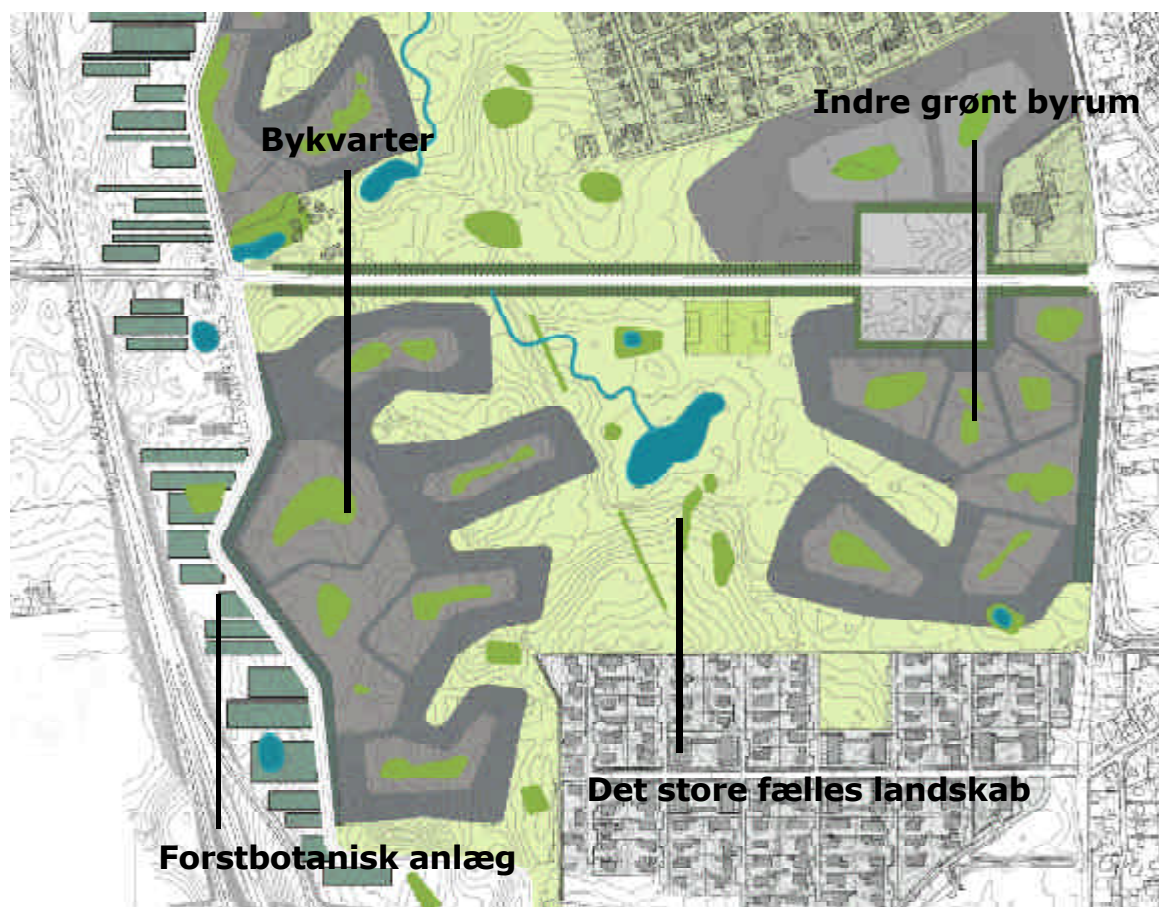 Indre grønt byrum
Bykvarter
Det store fælles landskab
Forstbotanisk anlæg